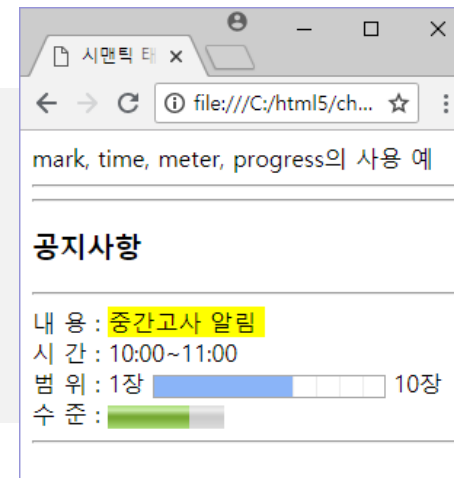 시맨틱 태
file:///C:/html5/ch...
mark, time, meter, progress의 사용 예
공지사항
내 용 : 중간고사 알림
시 간 : 10:00~11:00
범 위 : 1장 10장
수 준 :